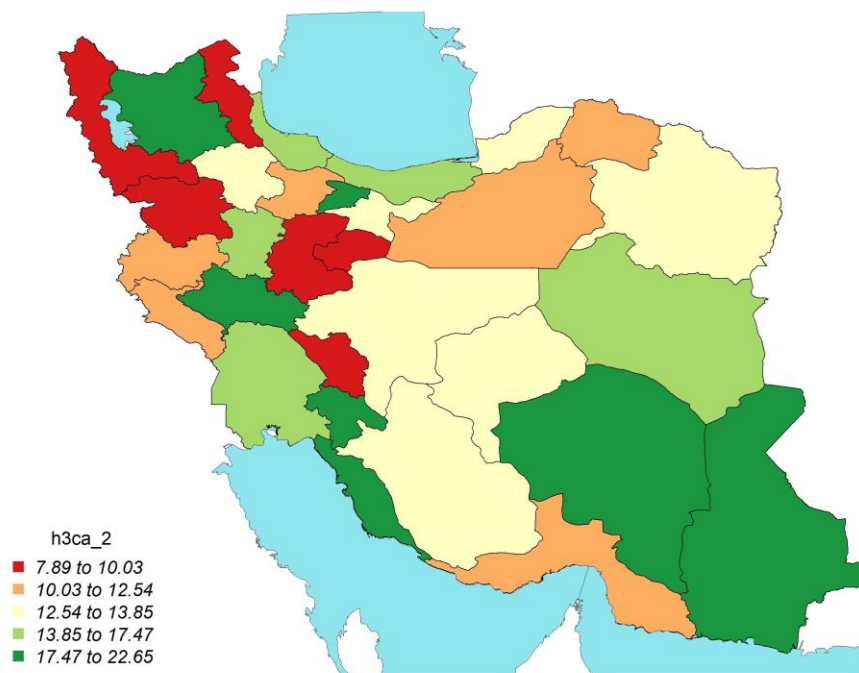 h3ca_2
7.89 to 10.03
10.03 to 12.54
12.54 to 13.85
13.85 to 17.47
17.47 to 22.65